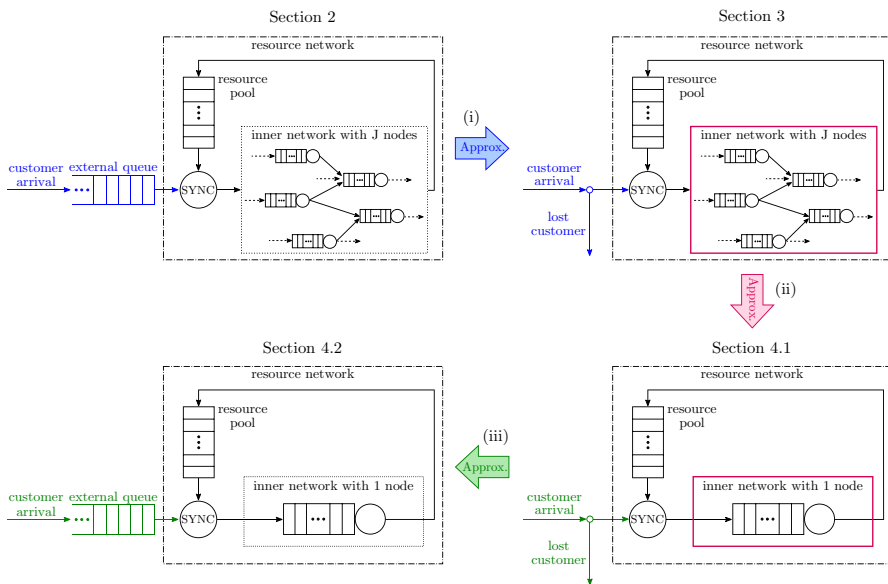 Section 2
resource network
resource
pool
inner network with J nodes
customer
arrival
external queue
SYNC
(i)
Approx.
Section 3
resource network
resource
pool
inner network with J nodes
customer
arrival
SYNC
lost
customer
(ii)
Approx.
Section 4.2
resource network
resource
pool
inner network with 1 node
customer
arrival
external queue
SYNC
(iii)
Approx.
Section 4.1
resource network
resource
pool
inner network with 1 node
customer
arrival
SYNC
lost
customer